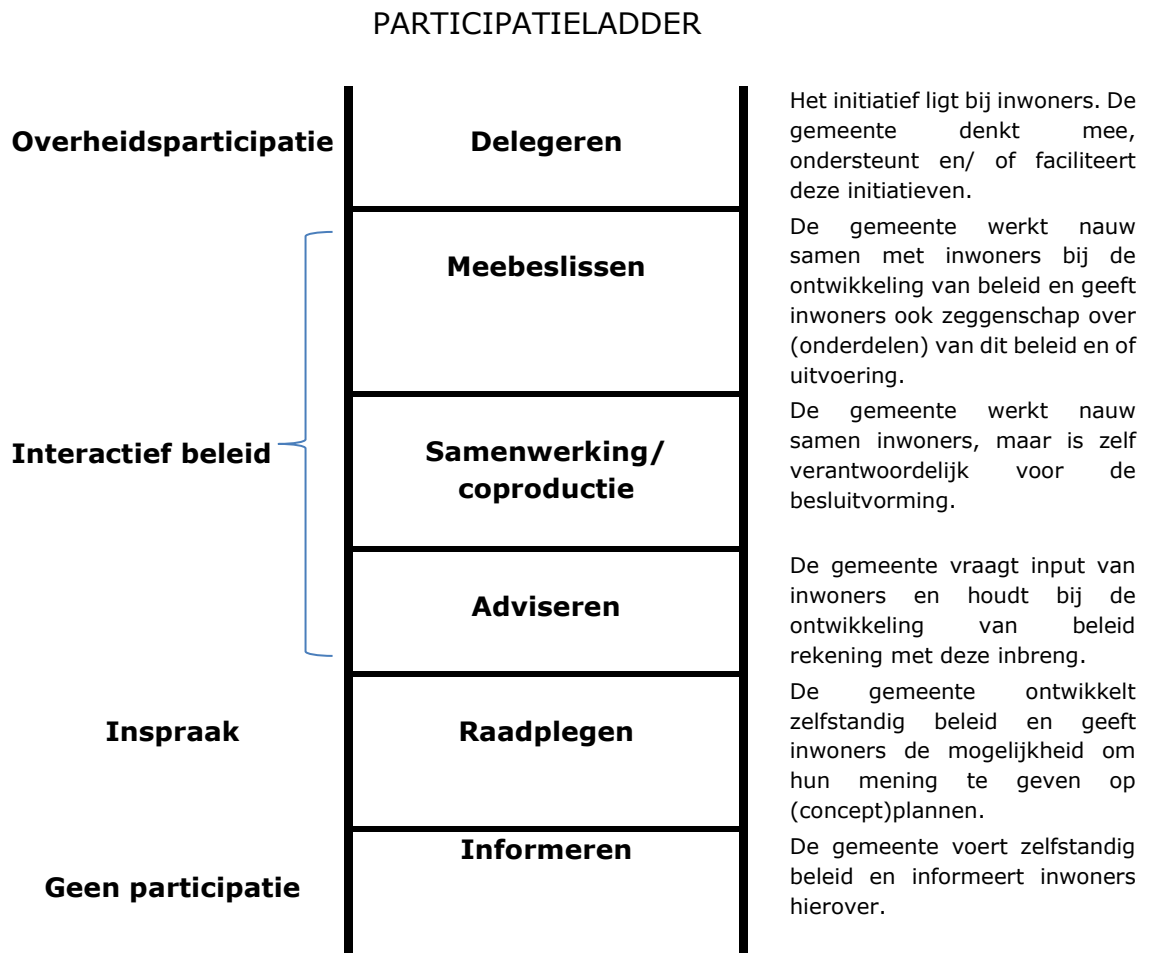 PARTICIPATIELADDER
Overheidsparticipatie
Delegeren
Het initiatief ligt bij inwoners. De
gemeente denkt mee,
ondersteunt en/ of faciliteert
deze initiatieven.
Meebeslissen
De gemeente werkt nauw
samen met inwoners bij de
ontwikkeling van beleid en geeft
inwoners ook zeggenschap over
(onderdelen) van dit beleid en of
uitvoering.
Interactief beleid
Samenwerking/
coproductie
De gemeente werkt nauw
samen inwoners, maar is zelf
verantwoordelijk voor de
besluitvorming.
Adviseren
De gemeente vraagt input van
inwoners en houdt bij de
ontwikkeling van beleid
rekening met deze inbreng.
Inspraak
Raadplegen
De gemeente ontwikkelt
zelfstandig beleid en geeft
inwoners de mogelijkheid om
hun mening te geven op
(concept)plannen.
Geen participatie
Informeren
De gemeente voert zelfstandig
beleid en informeert inwoners
hierover.